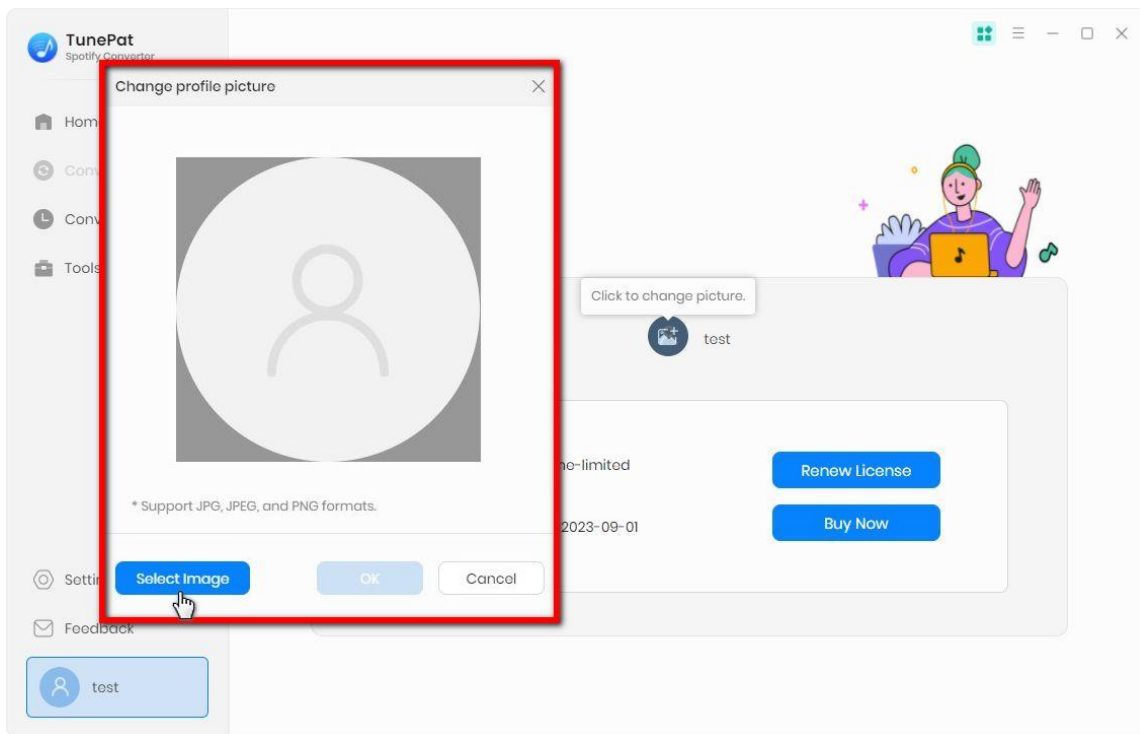 TunePat
Spotify Converter
Change profile picture
Hom
Conv
Conv
Tools
Click to change picture.
test
* Support JPG, JPEG, and PNG formats.
ne-limited
Renew License
2023-09-01
Buy Now
Select Image
OK
Cancel
Settin
Feedback
test